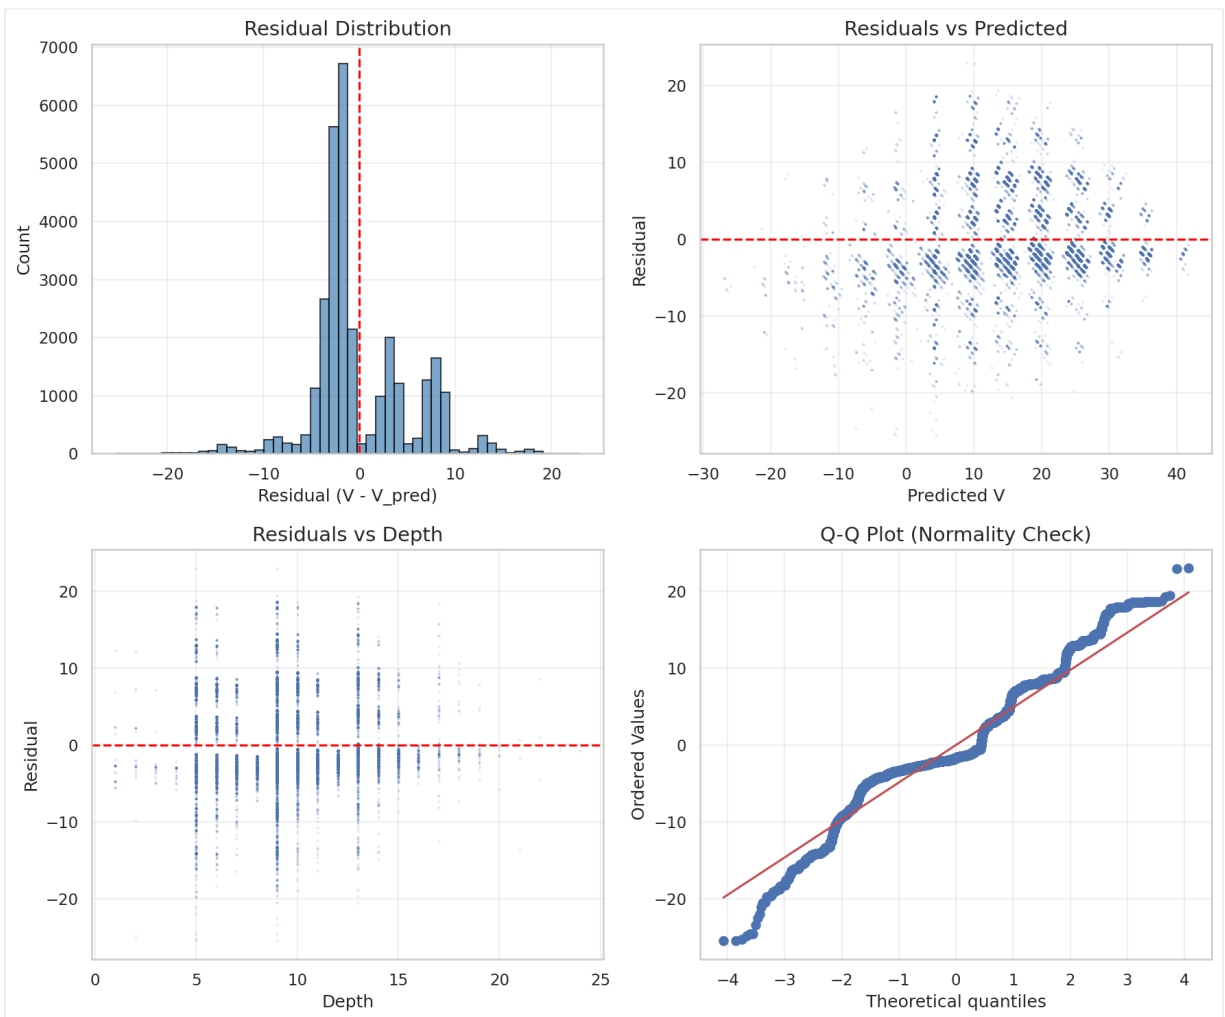 Residual Distribution
7000
6000
5000
4000
3000
2000
1000
0
Count
−20 −10 0 10 20
Residual (V - V_pred)
Residuals vs Predicted
20
10
0
−10
−20
Residual
−30 −20 −10 0 10 20 30 40
Predicted V
Residuals vs Depth
20
10
0
−10
−20
Residual
0 5 10 15 20 25
Depth
Q-Q Plot (Normality Check)
20
10
0
−10
−20
Ordered Values
−4 −3 −2 −1 0 1 2 3 4
Theoretical quantiles